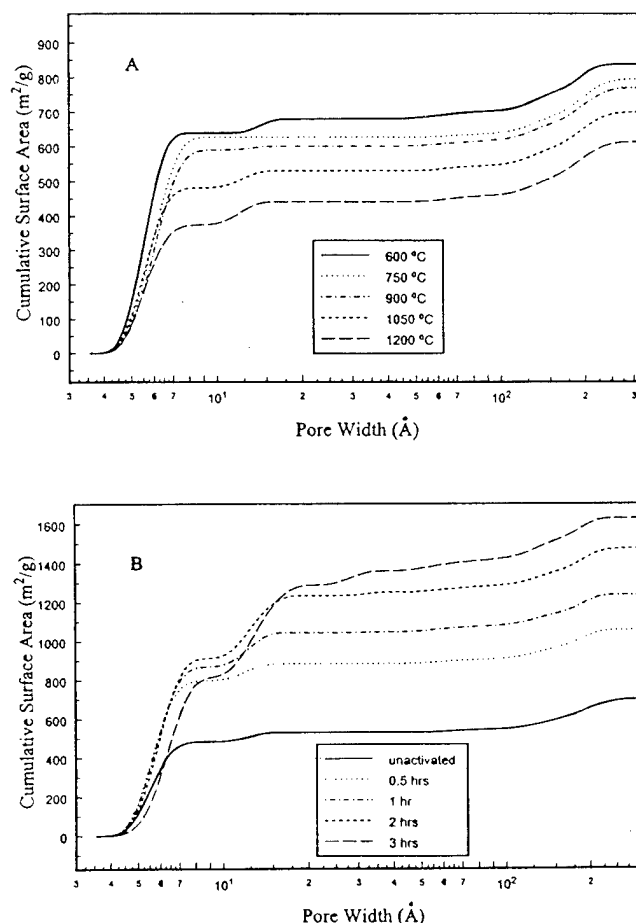 A
Cumulative Surface Area (m²/g)
900
800
700
600
500
400
300
200
100
0
600 °C
750 °C
900 °C
1050 °C
1200 °C
3 4 5 6 7 10¹ 2 3 4 5 6 7 10² 2 3
Pore Width (Å)
B
Cumulative Surface Area (m²/g)
1600
1400
1200
1000
800
600
400
200
0
unactivated
0.5 hrs
1 hr
2 hrs
3 hrs
3 4 5 6 7 10¹ 2 3 4 5 6 7 10² 2
Pore Width (Å)